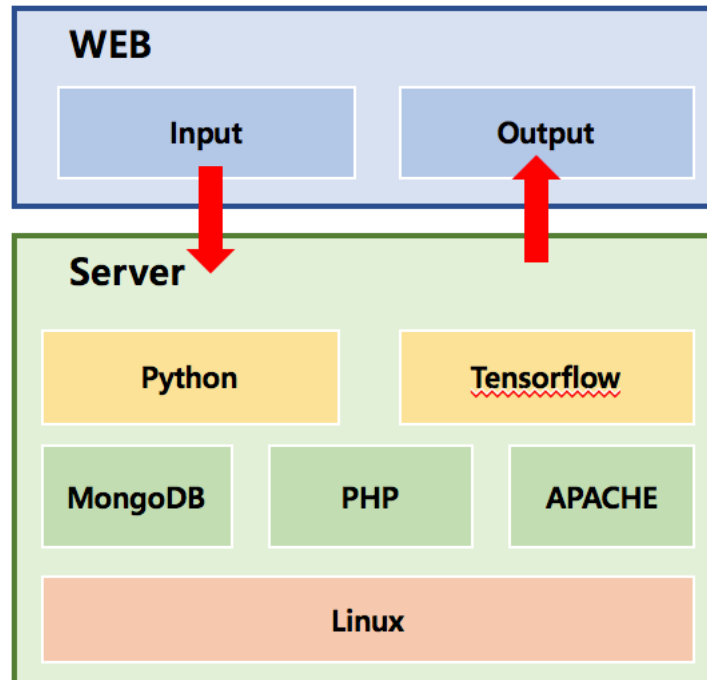 WEB
Input
Output
Server
Python
Tensorflow
MongoDB
PHP
APACHE
Linux